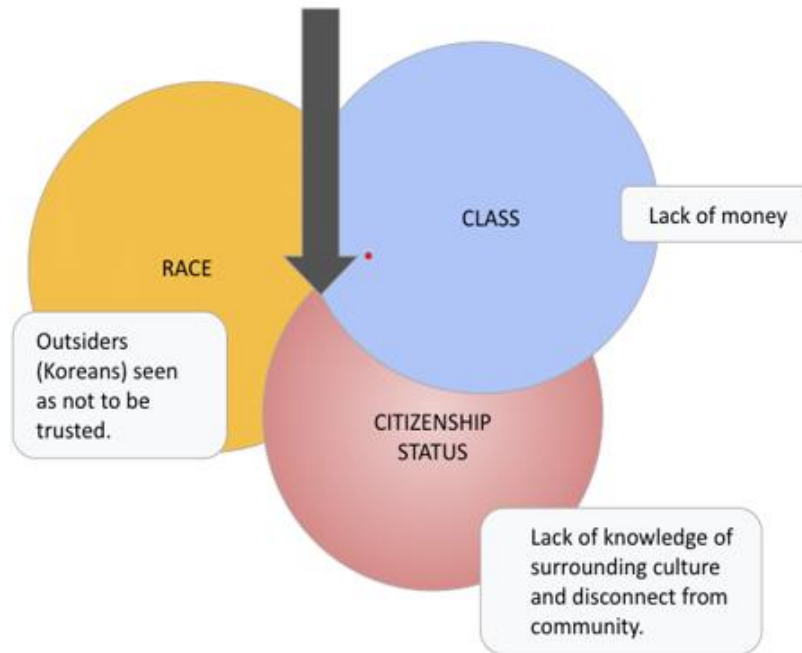 CLASS
Lack of money
RACE
Outsiders
(Koreans) seen
as not to be
trusted.
CITIZENSHIP
STATUS
Lack of knowledge of
surrounding culture
and disconnect from
community.